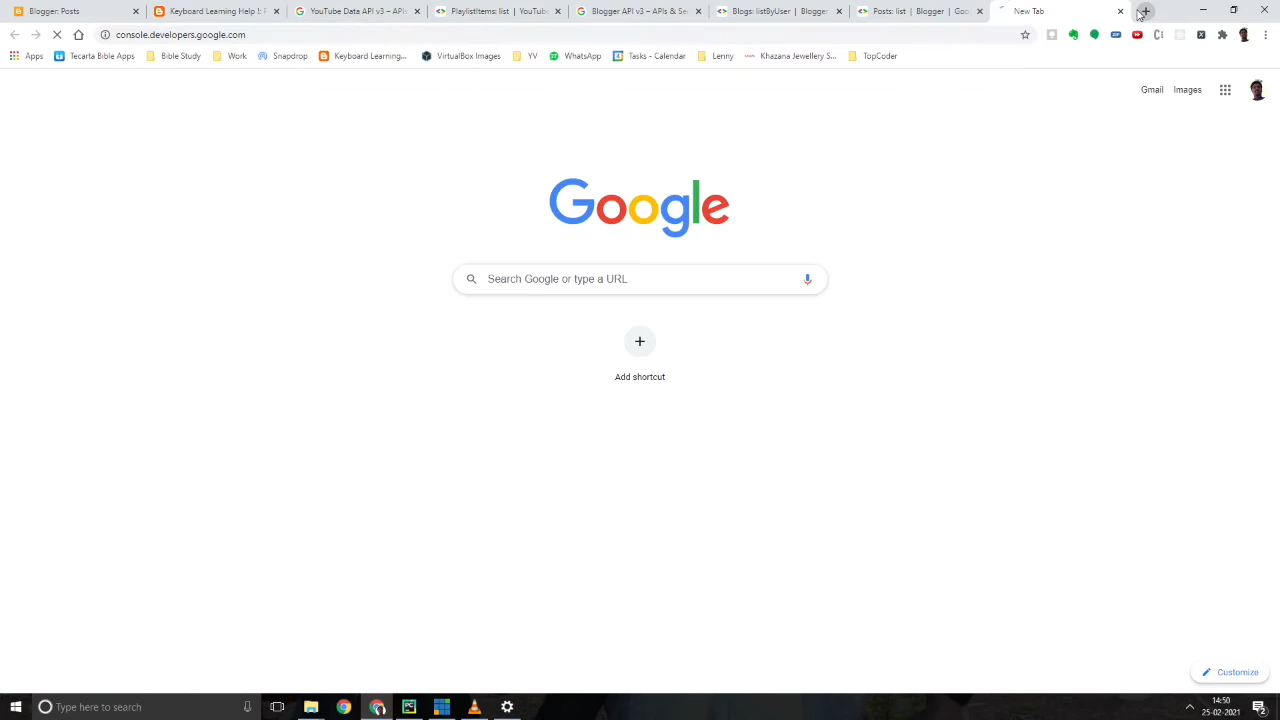 Blogger: Posts
Keyboard Learning Help 1: F
YouTube Data API v3 – APIs
PlaylistItems: list | YouTube
Blogger API v3 – APIs & Se
Blogs: listByUser | Blogger
Posts: list | Blogger | Goo
New Tab
console.developers.google.com
Apps
Tecarta Bible Apps
Bible Study
Work
Snapdrop
Keyboard Learning...
VirtualBox Images
YV
WhatsApp
Tasks - Calendar
Lenny
Khazana Jewellery S...
TopCoder
Gmail
Images
Google
Search Google or type a URL
Add shortcut
Customize
Type here to search
14:50
25-02-2021
2